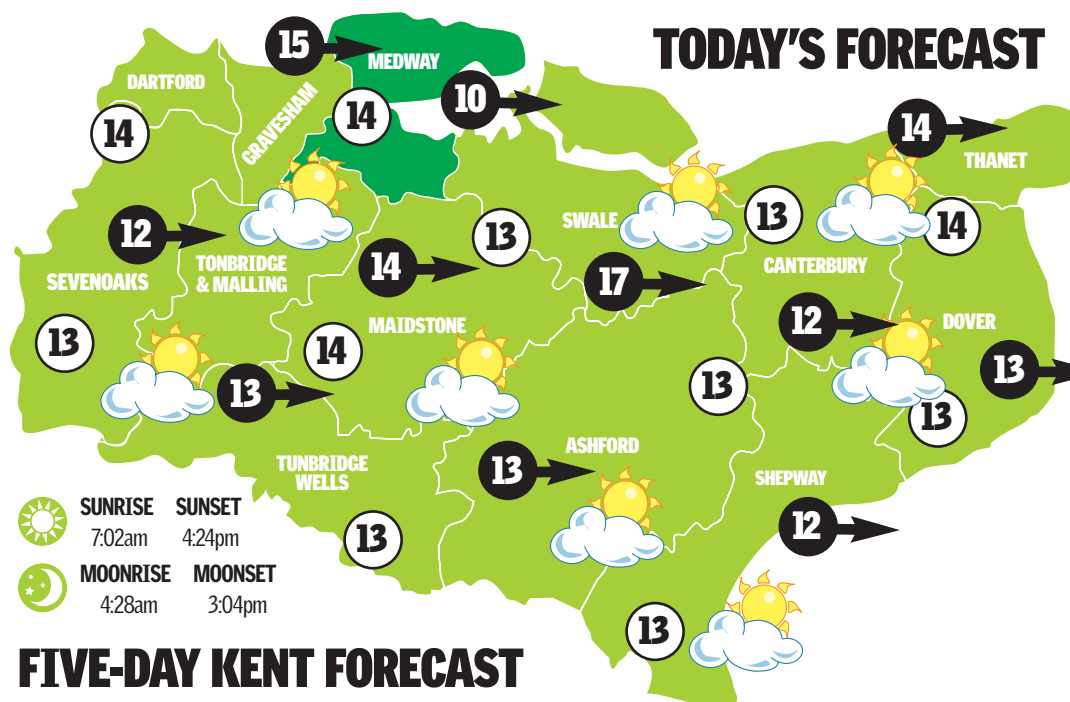 TODAY'S FORECAST
15
MEDWAY
DARTFORD
GRAVESHAM
10
14
14
14
THANET
12
13
SWALE
13
14
TONBRIDGE
& MALLING
14
CANTERBURY
SEVENOAKS
17
MAIDSTONE
12
DOVER
13
14
13
13
13
13
TUNBRIDGE
WELLS
ASHFORD
13
SHEPWAY
12
13
13
SUNRISE SUNSET
7:02am 4:24pm
MOONRISE MOONSET
4:28am 3:04pm
FIVE-DAY KENT FORECAST